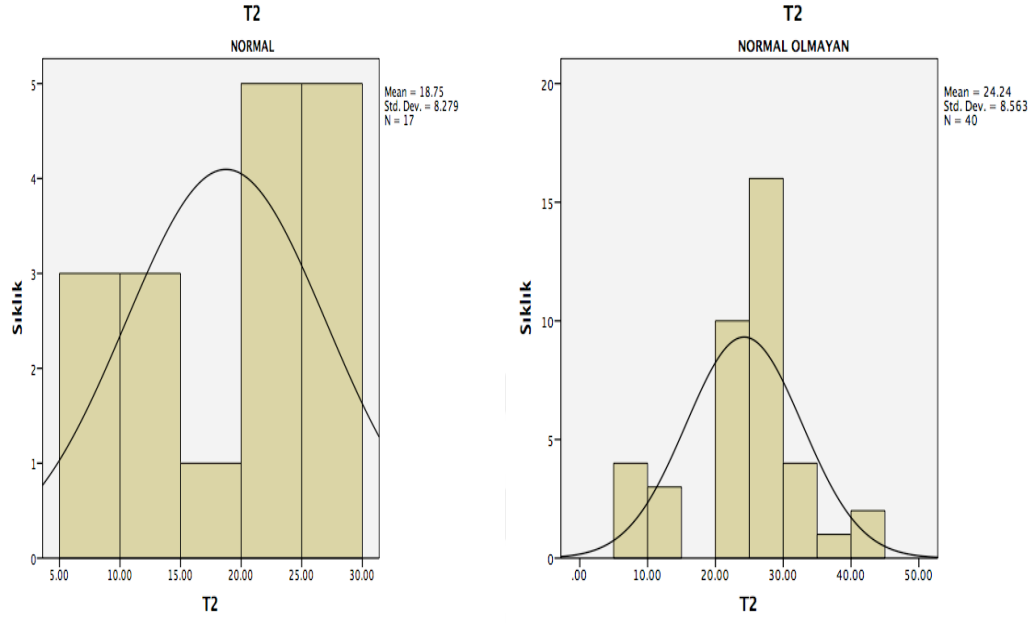 T2
NORMAL
Mean = 18.75
Std. Dev. = 8.279
N = 17
Sıklık
5
4
3
2
1
0
5.00 10.00 15.00 20.00 25.00 30.00
T2
T2
NORMAL OLMAYAN
Mean = 24.24
Std. Dev. = 8.563
N = 40
Sıklık
20
15
10
5
0
.00 10.00 20.00 30.00 40.00 50.00
T2